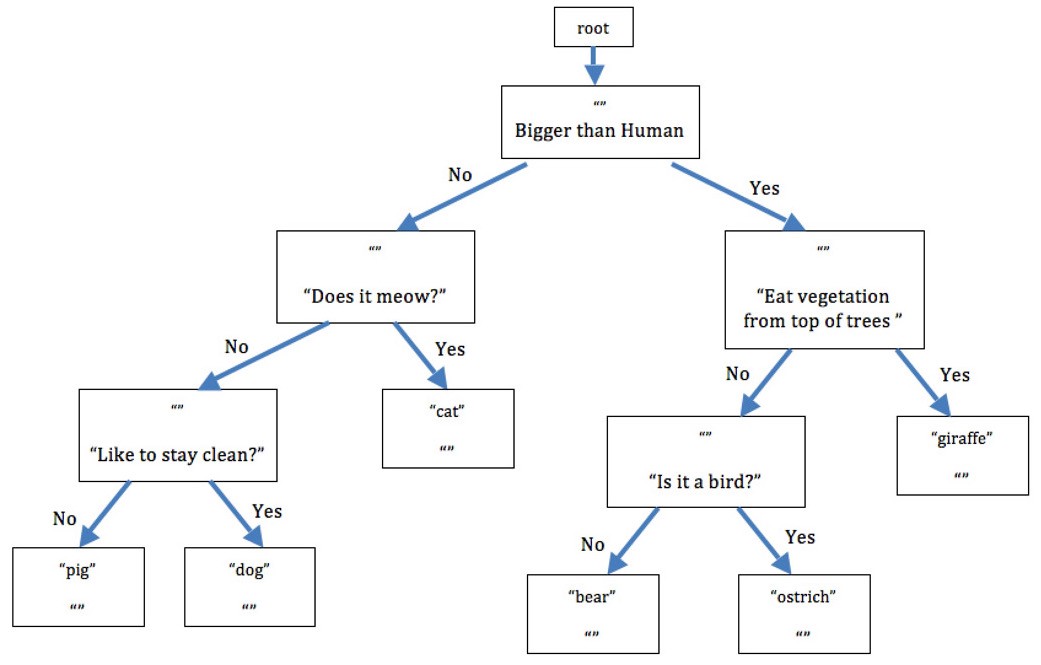 root
“”
Bigger than Human
No
Yes
“”
“Does it meow?”
“”
“Eat vegetation
from top of trees ”
No
Yes
No
Yes
“”
“Like to stay clean?”
“cat”
“”
“”
“Is it a bird?”
“giraffe”
“”
No
Yes
No
Yes
“pig”
“”
“dog”
“”
“bear”
“”
“ostrich”
“”